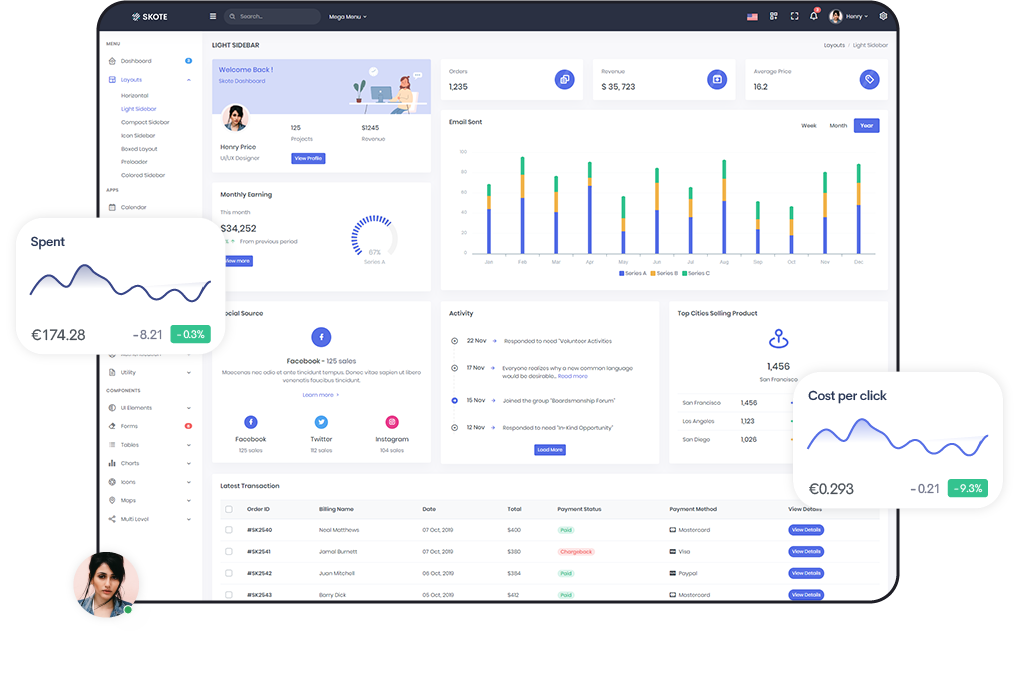 SKOTE
Search...
Mega Menu
2
Henry
MENU
Dashboard
Layouts
Horizontal
Light Sidebar
Compact Sidebar
Icon Sidebar
Boxed Layout
Preloader
Colored Sidebar
APPS
Calendar
Utility
COMPONENTS
UI Elements
Forms
Tables
Charts
Icons
Maps
Multi Level
LIGHT SIDEBAR
Layouts / Light Sidebar
Welcome Back !
Skote Dashboard
Henry Price
UI/UX Designer
125
Projects
$1245
Revenue
View Profile
Orders
1,235
Revenue
$ 35, 723
Average Price
16.2
Monthly Earning
This month
$34,252
From previous period
67%
Series A
Email Sent
Week Month Year
100
80
60
40
20
0
Jan Feb Mar Apr May Jun Jul Aug Sep Oct Nov Dec
Series A Series B Series C
Spent
€174.28 -8.21 -0.3%
Facebook - 125 sales
Maecenas nec odio et ante tincidunt tempus. Donec vitae sapien ut libero
venenatis faucibus tincidunt.
Learn more
Facebook Twitter Instagram
125 sales 112 sales 104 sales
Activity
22 Nov Responded to need "Volunteer Activities
17 Nov Everyone realizes why a new common language
would be desirable... Read more
15 Nov Joined the group "Boardsmanship Forum"
12 Nov Responded to need "In-Kind Opportunity"
Load More
Top Cities Selling Product
1,456
San Francisco
San Francisco 1,456
Los Angeles 1,123
San Diego 1,026
Cost per click
€0.293 -0.21 -9.3%
Latest Transaction
Order ID Billing Name Date Total Payment Status Payment Method View Details
#SK2540 Neal Matthews 07 Oct, 2019 $400 Paid Mastercard View Details
#SK2541 Jamal Burnett 07 Oct, 2019 $380 Chargeback Visa View Details
#SK2542 Juan Mitchell 06 Oct, 2019 $384 Paid Paypal View Details
#SK2543 Barry Dick 05 Oct, 2019 $412 Paid Mastercard View Details